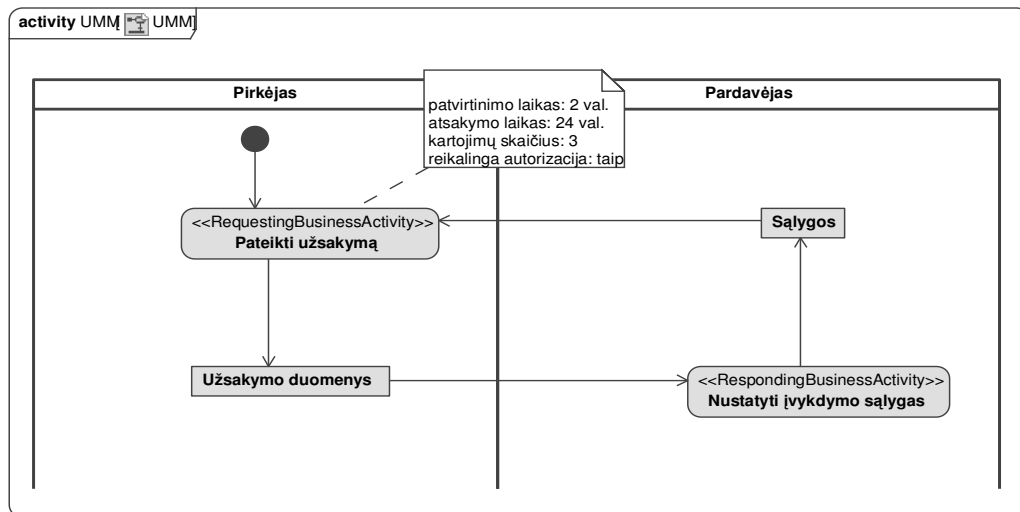 activity UMM[ UMM]
Pirkėjas
Pardavėjas
patvirtinimo laikas: 2 val.
atsakymo laikas: 24 val.
kartojimų skaičius: 3
reikalinga autorizacija: taip
<<RequestingBusinessActivity>>
Pateikti užsakymą
Sąlygos
Užsakymo duomenys
<<RespondingBusinessActivity>>
Nustatyti įvykdymo sąlygas